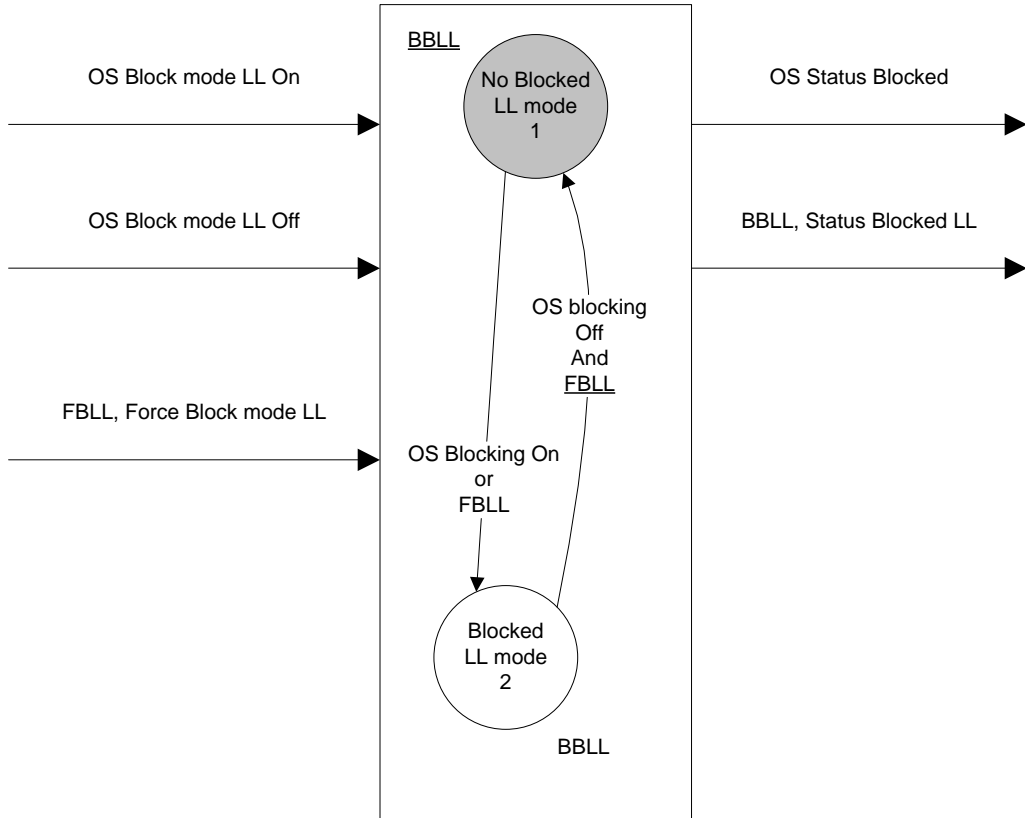 BBLL
No Blocked
LL mode
1
OS Block mode LL On
OS Status Blocked
OS Block mode LL Off
BBLL, Status Blocked LL
OS blocking
Off
And
FBLL
FBLL, Force Block mode LL
OS Blocking On
or
FBLL
Blocked
LL mode
2
BBLL